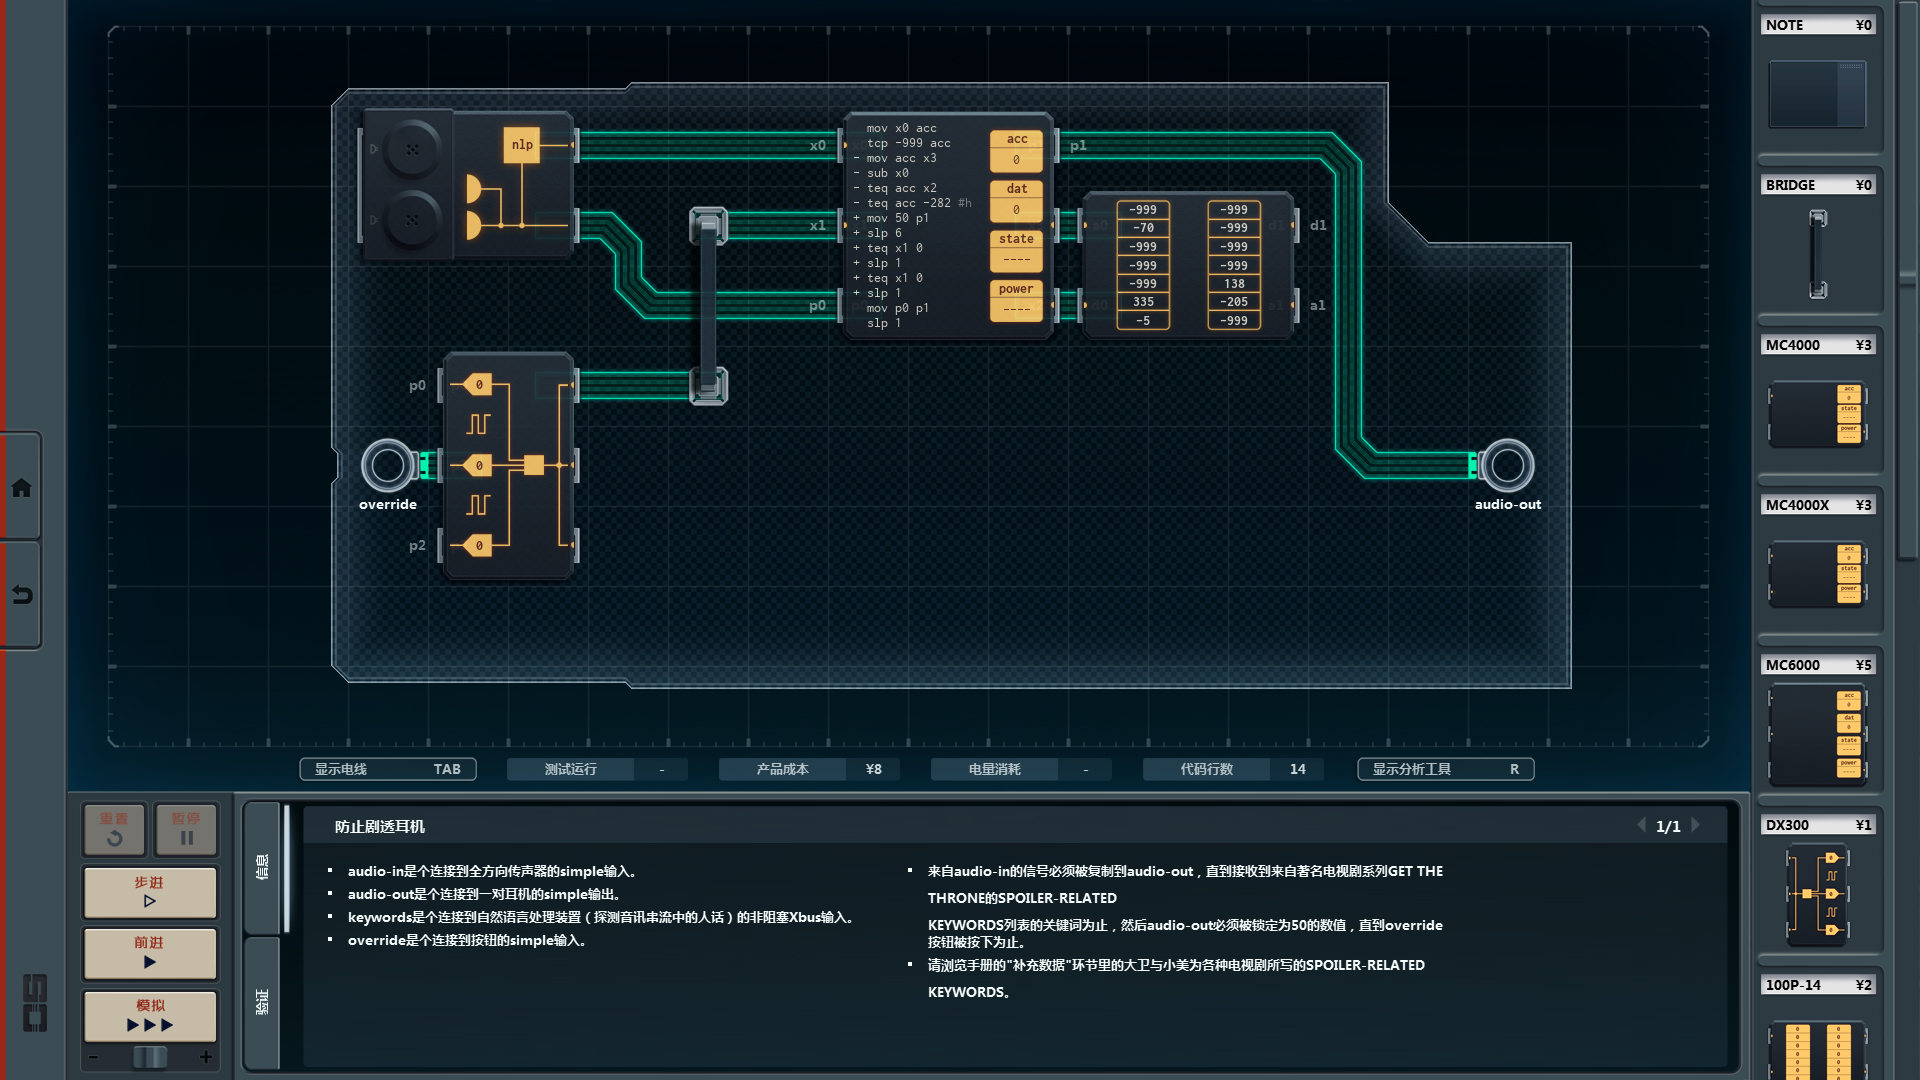 NOTE ¥0
BRIDGE ¥0
MC4000 ¥3
acc
0
state
----
power
----
MC4000X ¥3
acc
0
state
----
power
----
MC6000 ¥5
acc
0
dat
0
state
----
power
----
DX300 ¥1
0
0
0
100P-14 ¥2
nlp
x0
x1
p0
mov x0 acc
tcp -999 acc
- mov acc x3
- sub x0
- teq acc x2
- teq acc -282 #h
+ mov 50 p1
+ slp 6
+ teq x1 0
+ slp 1
+ teq x1 0
+ slp 1
mov p0 p1
slp 1
acc
0
dat
0
state
----
power
----
p1
-999 -999
-70 -999
-999 -999
-999 -999
-999 138
335 -205
-5 -999
d1
a1
p0
0
0
p2
0
override
audio-out
显示电线 TAB
测试运行 -
产品成本 ¥8
电量消耗 -
代码行数 14
显示分析工具 R
重置
暂停
步进
前进
模拟
- +
信息
验证
防止剧透耳机
1/1
audio-in是个连接到全方向传声器的simple输入。
audio-out是个连接到一对耳机的simple输出。
keywords是个连接到自然语言处理装置（探测音讯串流中的人话）的非阻塞Xbus输入。
override是个连接到按钮的simple输入。
来自audio-in的信号必须被复制到audio-out，直到接收到来自著名电视剧系列GET THE
THRONE的SPOILER-RELATED
KEYWORDS列表的关键词为止，然后audio-out必须被锁定为50的数值，直到override
按钮被按下为止。
请浏览手册的"补充数据"环节里的大卫与小美为各种电视剧所写的SPOILER-RELATED
KEYWORDS。